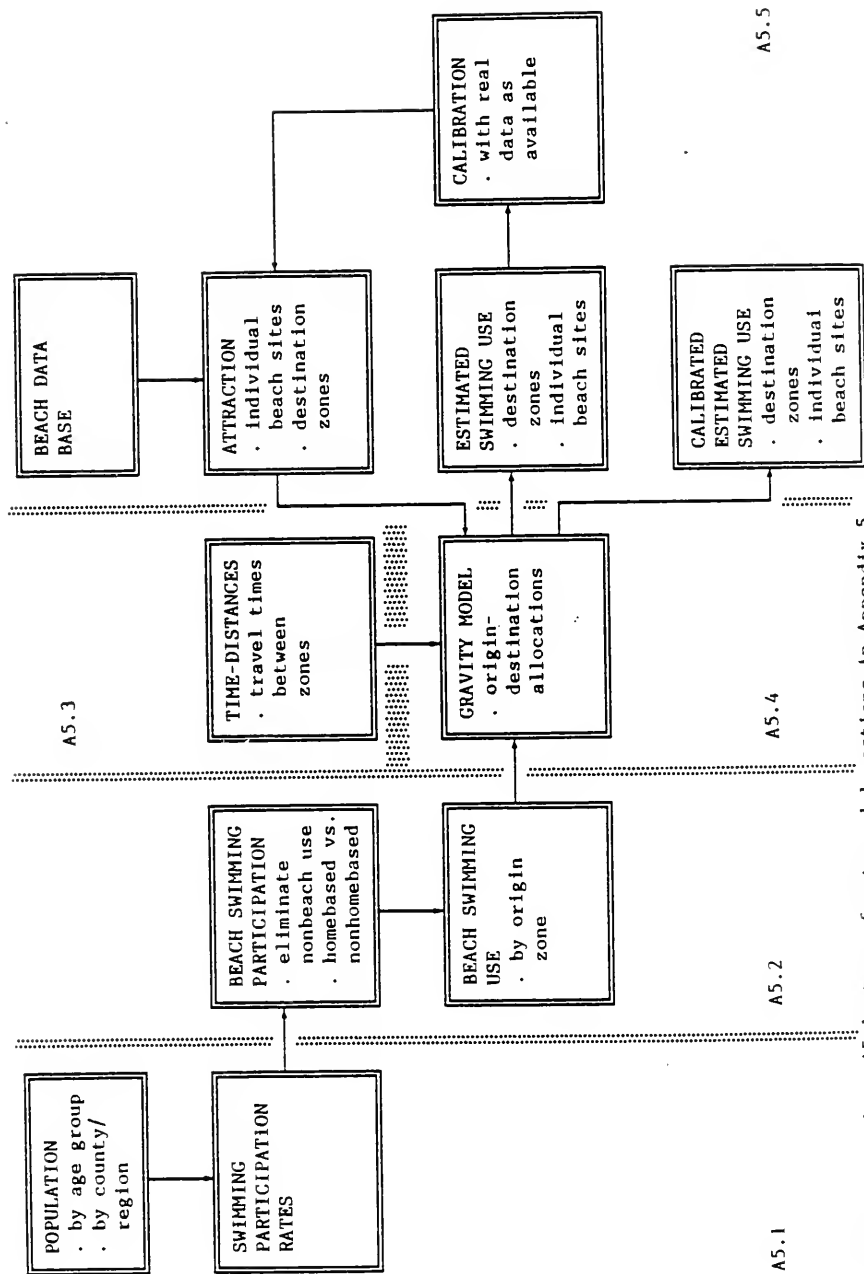 POPULATION
. by age group
. by county/
region
SWIMMING
PARTICIPATION
RATES
A5.1
BEACH SWIMMING
PARTICIPATION
. eliminate
nonbeach use
. homebased vs.
nonhomebased
BEACH SWIMMING
USE
. by origin
zone
A5.2
A5.3
TIME-DISTANCES
. travel times
between
zones
GRAVITY MODEL
. origin-
destination
allocations
A5.4
BEACH DATA
BASE
ATTRACTION
. individual
beach sites
. destination
zones
ESTIMATED
SWIMMING USE
. destination
zones
. individual
beach sites
CALIBRATED
ESTIMATED
SWIMMING USE
. destination
zones
. individual
beach sites
CALIBRATION
. with real
data as
available
A5.5
in Appendix 5